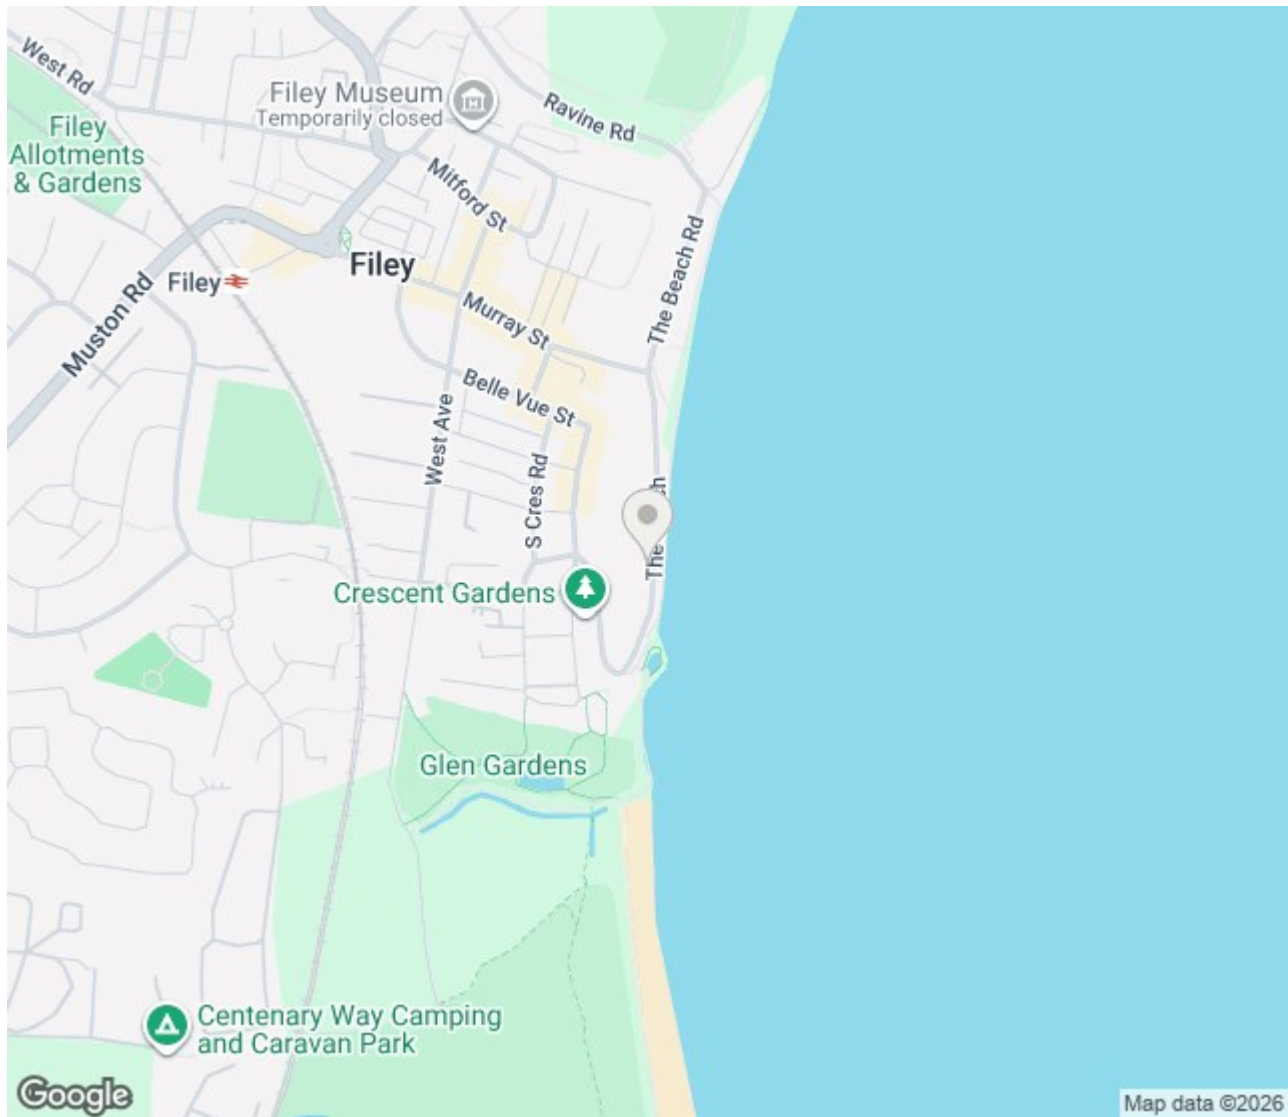 West Rd
Filey Museum
Temporarily closed
Ravine Rd
Filey
Allotments
& Gardens
Mitford St
The Beach Rd
Filey
Filey
Muston Rd
Murray St
Belle Vue St
West Ave
S Cres Rd
The
Crescent Gardens
Glen Gardens
Centenary Way Camping
and Caravan Park
Google
Map data ©2026